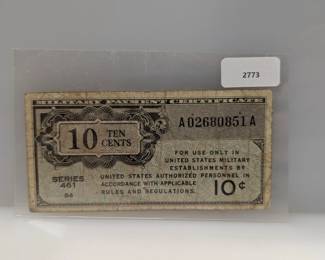 2773
MILITARY PAYMENT CERTIFICATE
10 TEN CENTS
A02680851A
FOR USE ONLY IN
UNITED STATES MILITARY
ESTABLISHMENTS BY
UNITED STATES AUTHORIZED PERSONNEL IN
ACCORDANCE WITH APPLICABLE
RULES AND REGULATIONS.
SERIES
461
10¢